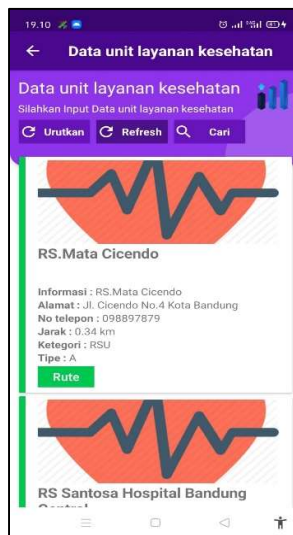 19.10
Data unit layanan kesehatan
Data unit layanan kesehatan
Silahkan Input Data unit layanan kesehatan
Urutkan Refresh Cari
RS.Mata Cicendo
Informasi : RS.Mata Cicendo
Alamat : Jl. Cicendo No.4 Kota Bandung
No telepon : 098897879
Jarak : 0.34 km
Ketegori : RSU
Tipe : A
Rute
RS Santosa Hospital Bandung